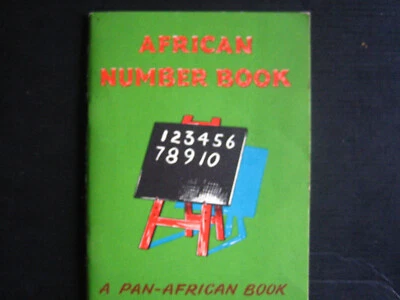 AFRICAN
NUMBER BOOK
123456
78910
A PAN-AFRICAN BOOK